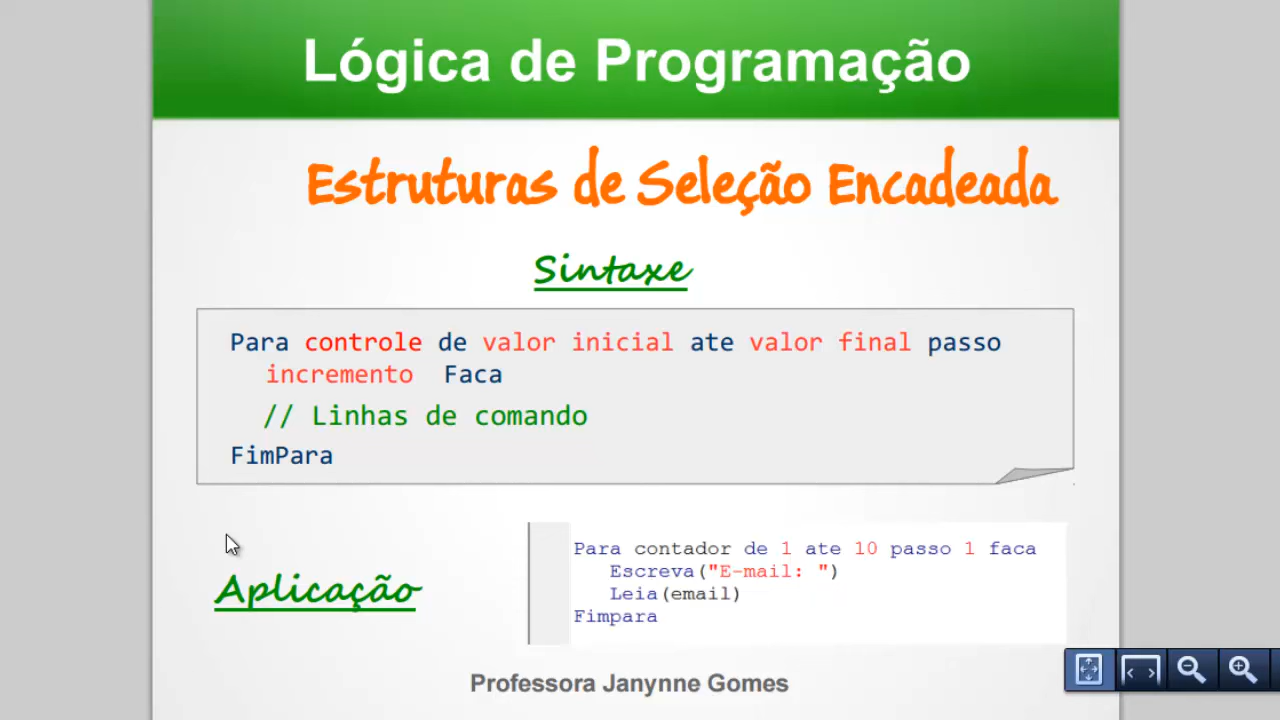 Lógica de Programação
Estruturas de Seleção Encadeada
Sintaxe
Para controle de valor inicial ate valor final passo
incremento Faca
// Linhas de comando
FimPara
Aplicação
Para contador de 1 ate 10 passo 1 faca
Escreva("E-mail: ")
Leia(email)
Fimpara
Professora Janynne Gomes